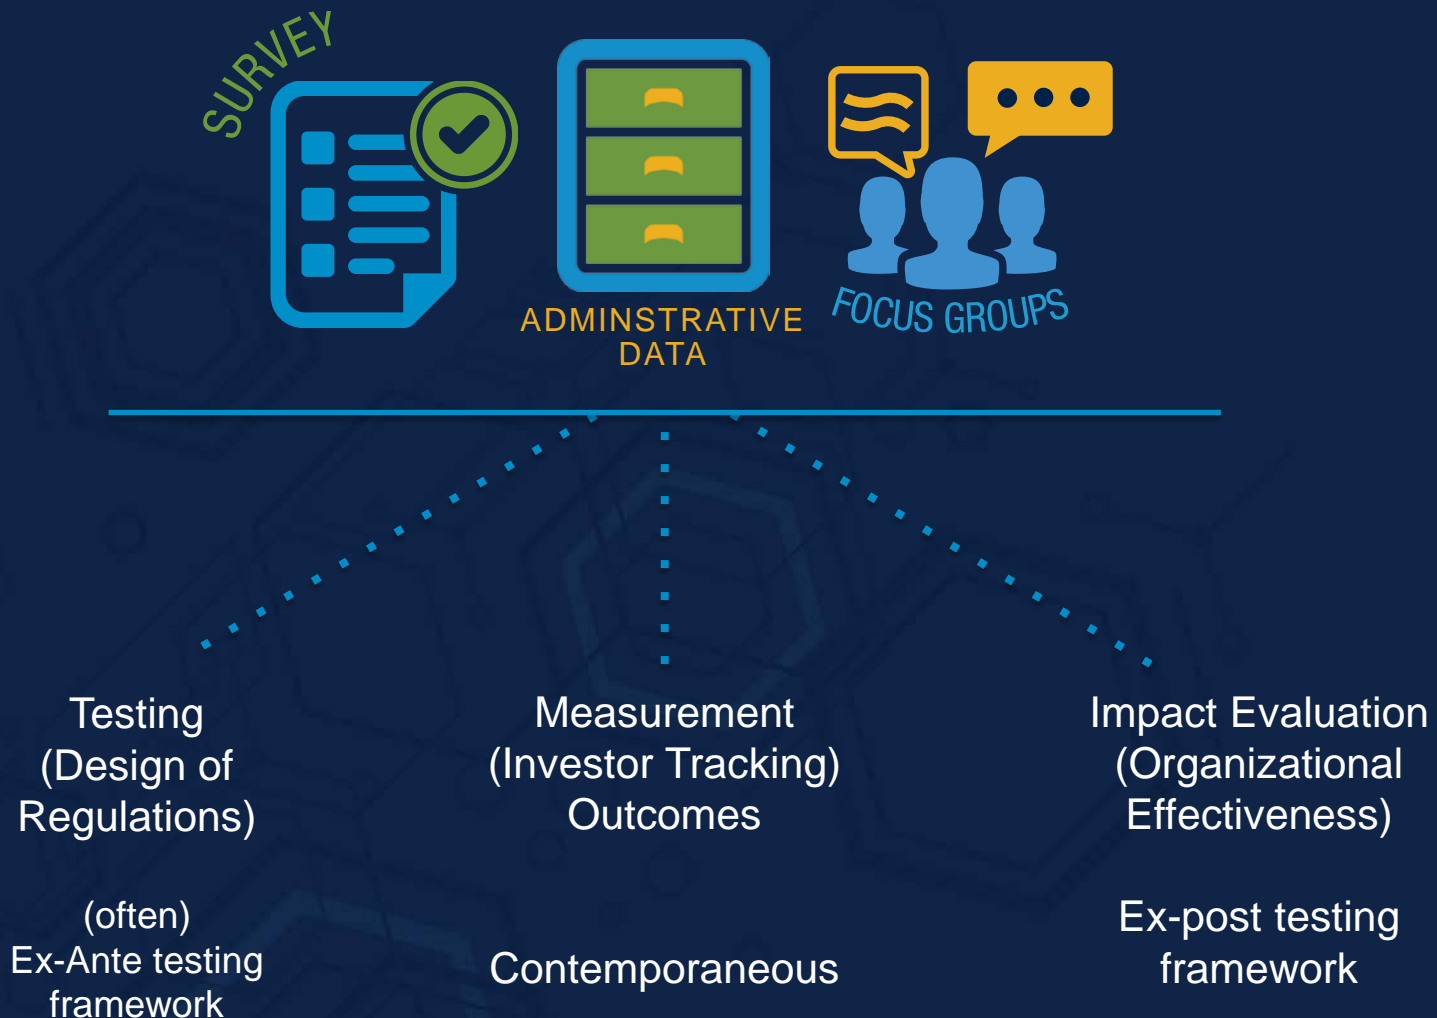 SURVEY
ADMINSTRATIVE
DATA
FOCUS GROUPS
Testing
(Design of
Regulations)
(often)
Ex-Ante testing
framework
Measurement
(Investor Tracking)
Outcomes
Contemporaneous
Impact Evaluation
(Organizational
Effectiveness)
Ex-post testing
framework